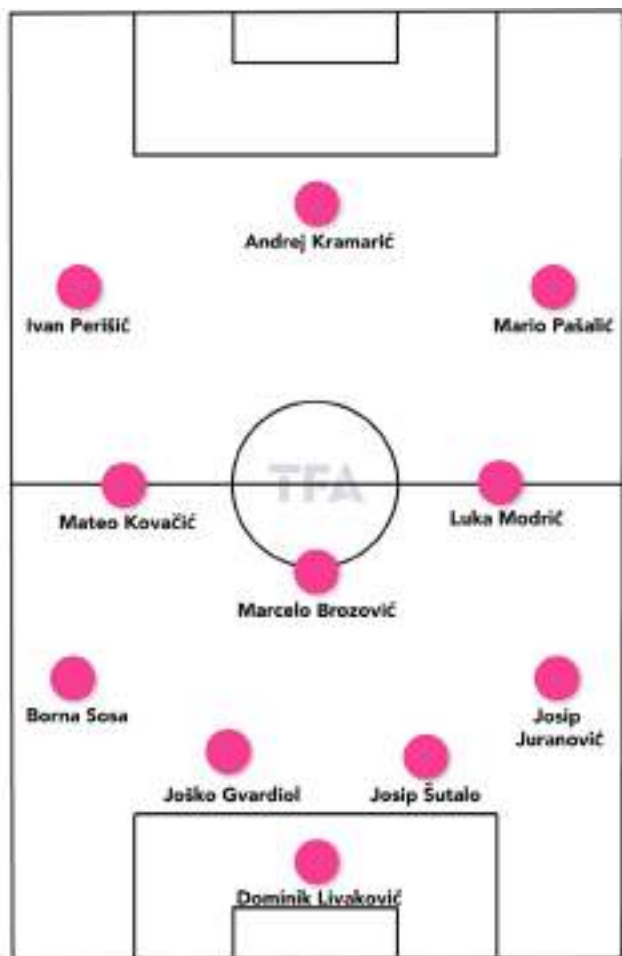 Andrej Kramarić
Ivan Perišić
Mario Pašalić
TFA
Mateo Kovačić
Luka Modrić
Marcelo Brozović
Borna Sosa
Josip
Juranović
Joško Gvardiol
Josip Šutalo
Dominik Livaković